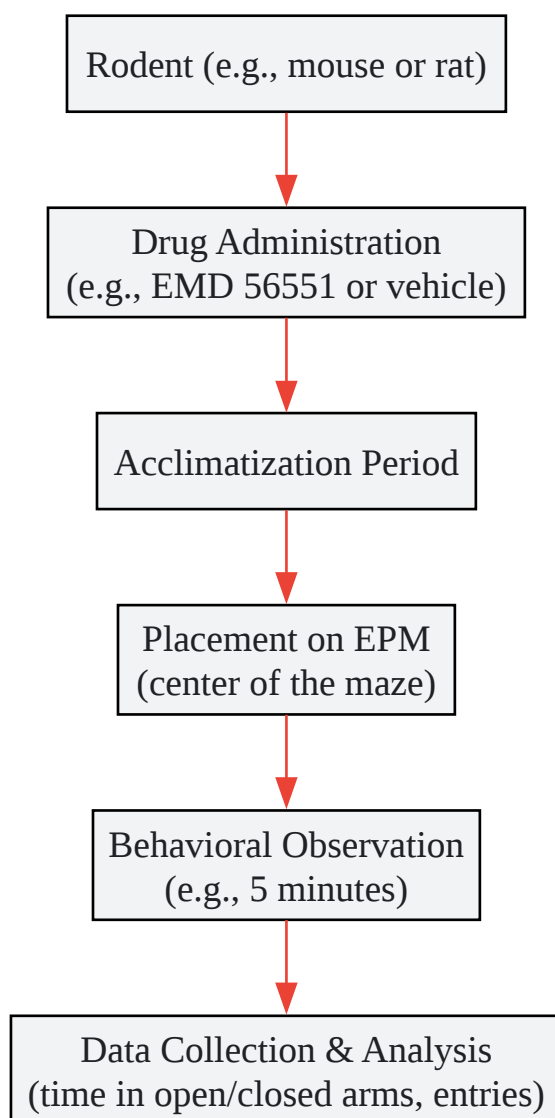 Rodent (e.g., mouse or rat)
Drug Administration
(e.g., EMD 56551 or vehicle)
Acclimatization Period
Placement on EPM
(center of the maze)
Behavioral Observation
(e.g., 5 minutes)
Data Collection & Analysis
(time in open/closed arms, entries)